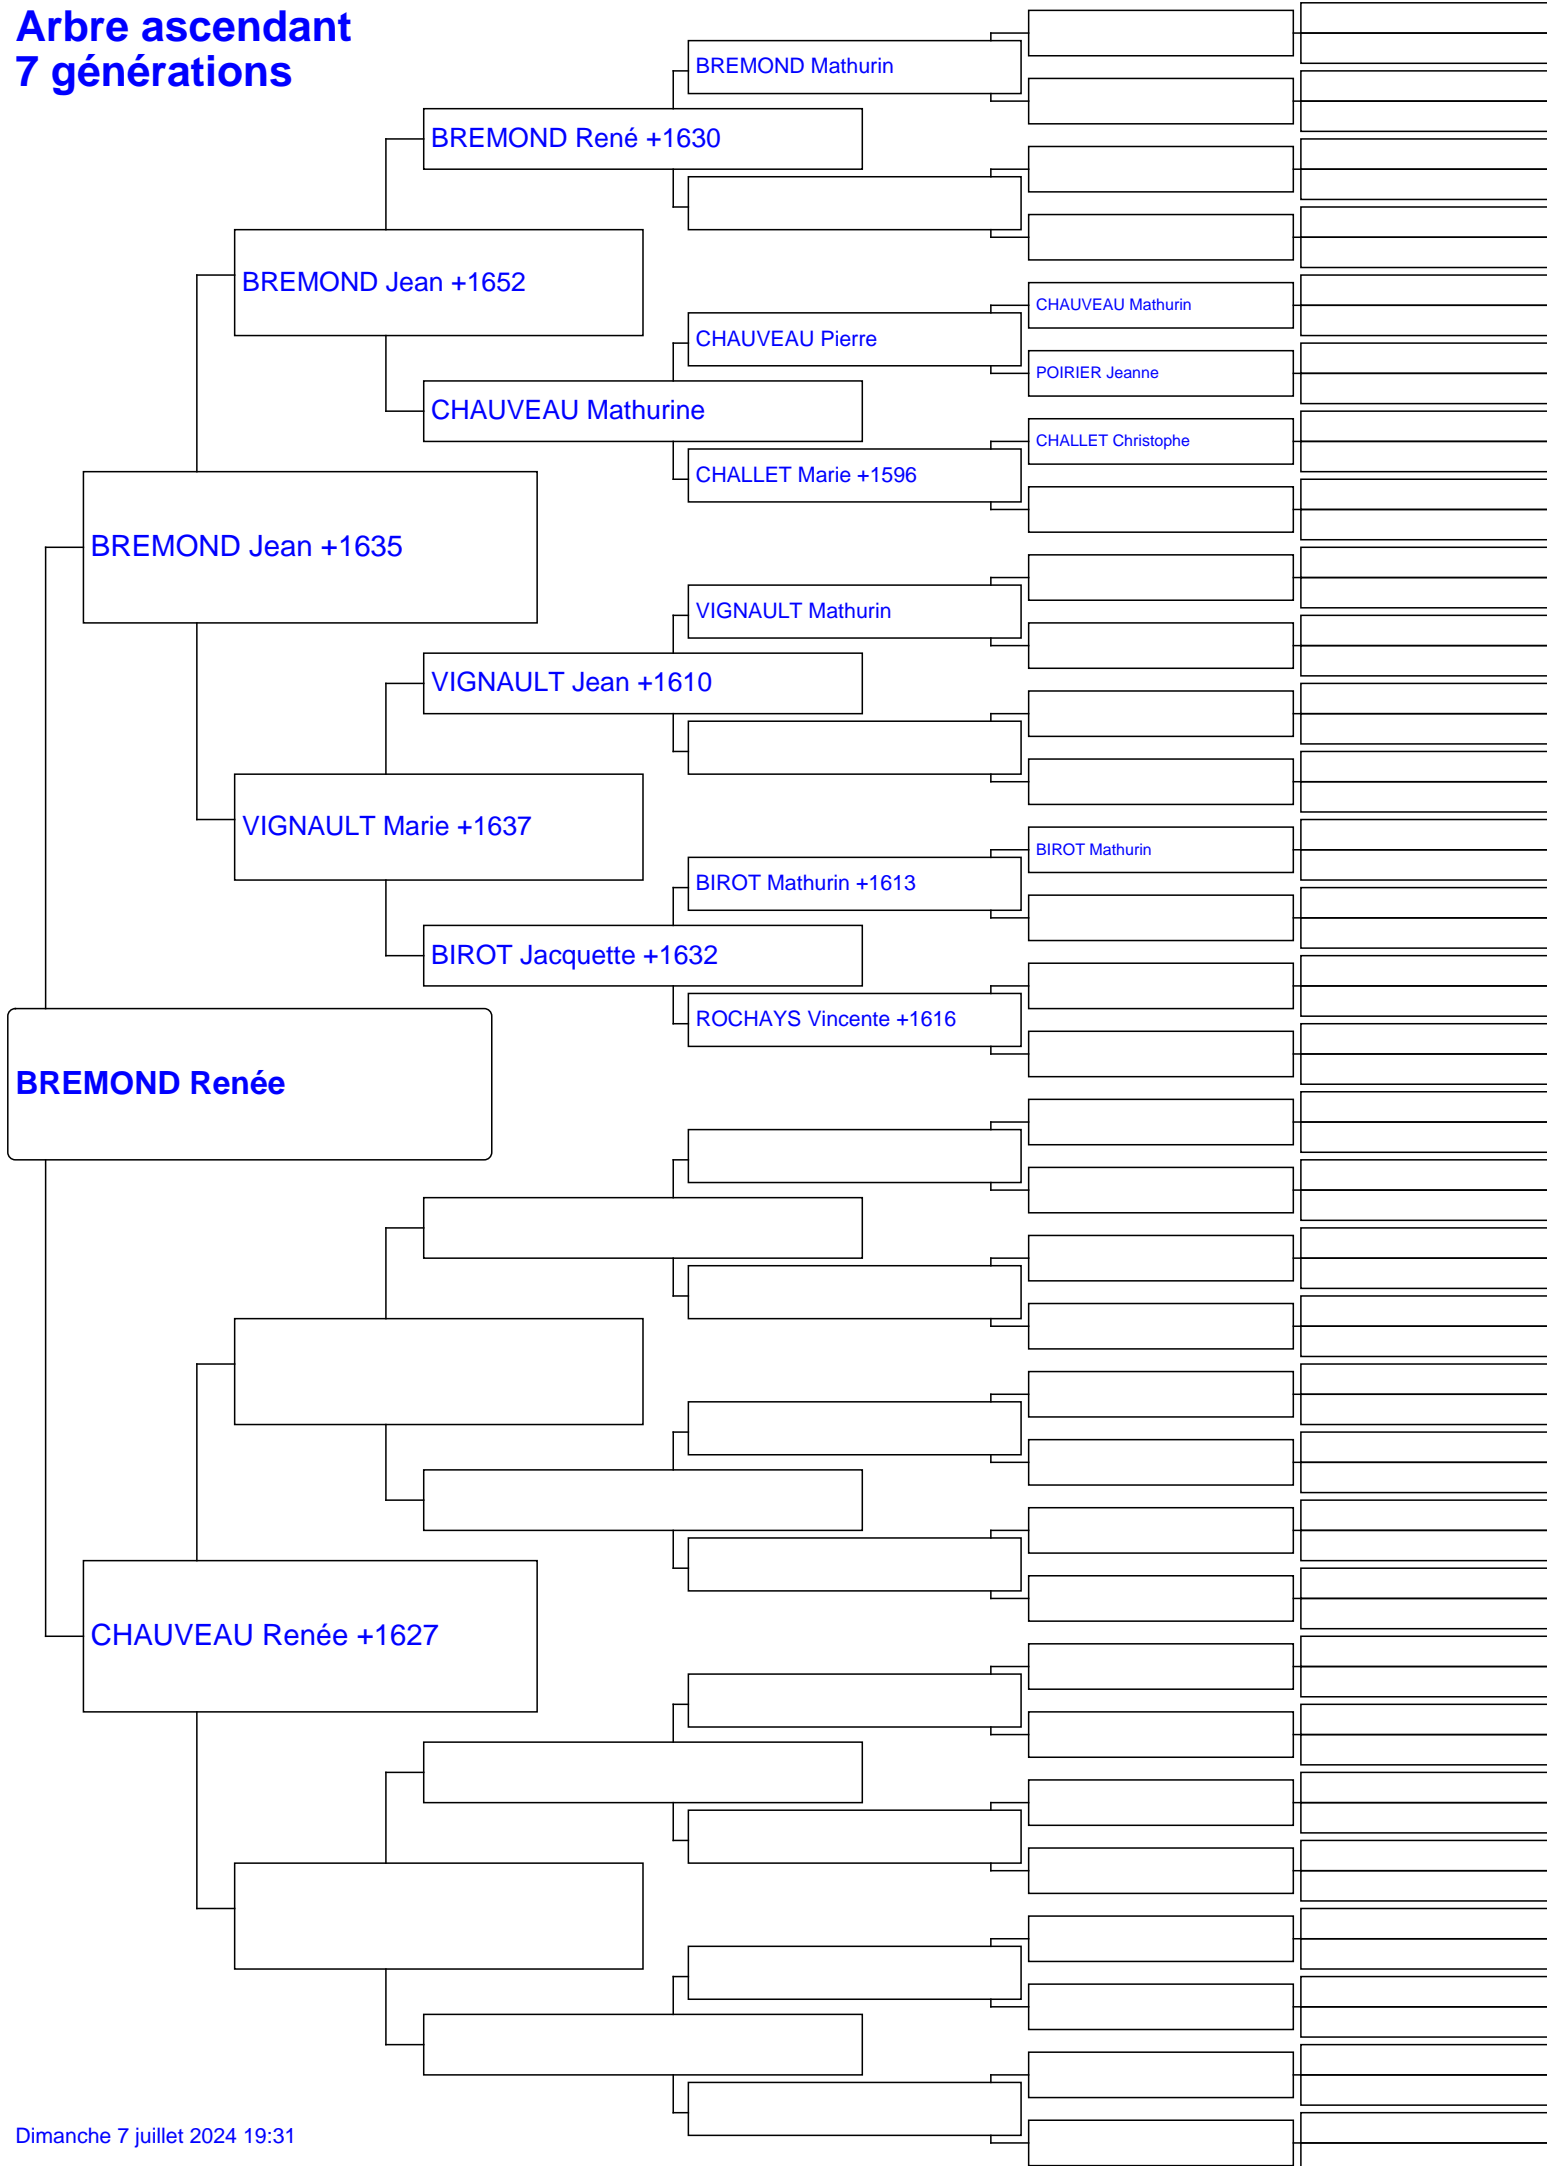 Arbre ascendant
7 générations
BREMOND Mathurin
BREMOND René +1630
BREMOND Jean +1652
CHAUVEAU Mathurin
CHAUVEAU Pierre
POIRIER Jeanne
CHAUVEAU Mathurine
CHALLET Christophe
CHALLET Marie +1596
BREMOND Jean +1635
VIGNAULT Mathurin
VIGNAULT Jean +1610
VIGNAULT Marie +1637
BIROT Mathurin
BIROT Mathurin +1613
BIROT Jacquette +1632
ROCHAYS Vincente +1616
BREMOND Renée
CHAUVEAU Renée +1627
Dimanche 7 juillet 2024 19:31